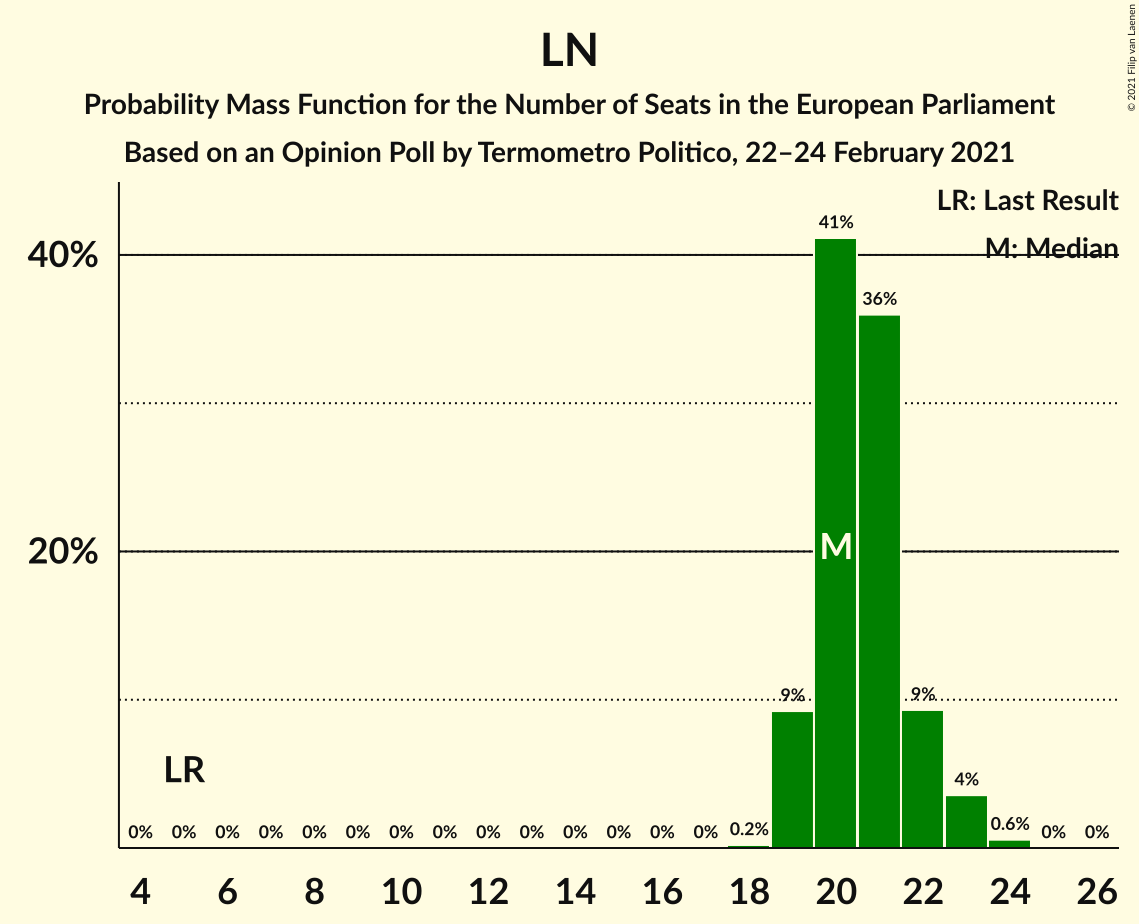 LN
Probability Mass Function for the Number of Seats in the European Parliament
Based on an Opinion Poll by Termometro Politico, 22–24 February 2021
© 2021 Filip van Laenen
LR: Last Result
M: Median
40%
20%
41%
36%
M
9%
9%
LR
4%
0% 0% 0% 0% 0% 0% 0% 0% 0% 0% 0% 0% 0% 0% 0.2% 0.6% 0% 0%
4 6 8 10 12 14 16 18 20 22 24 26